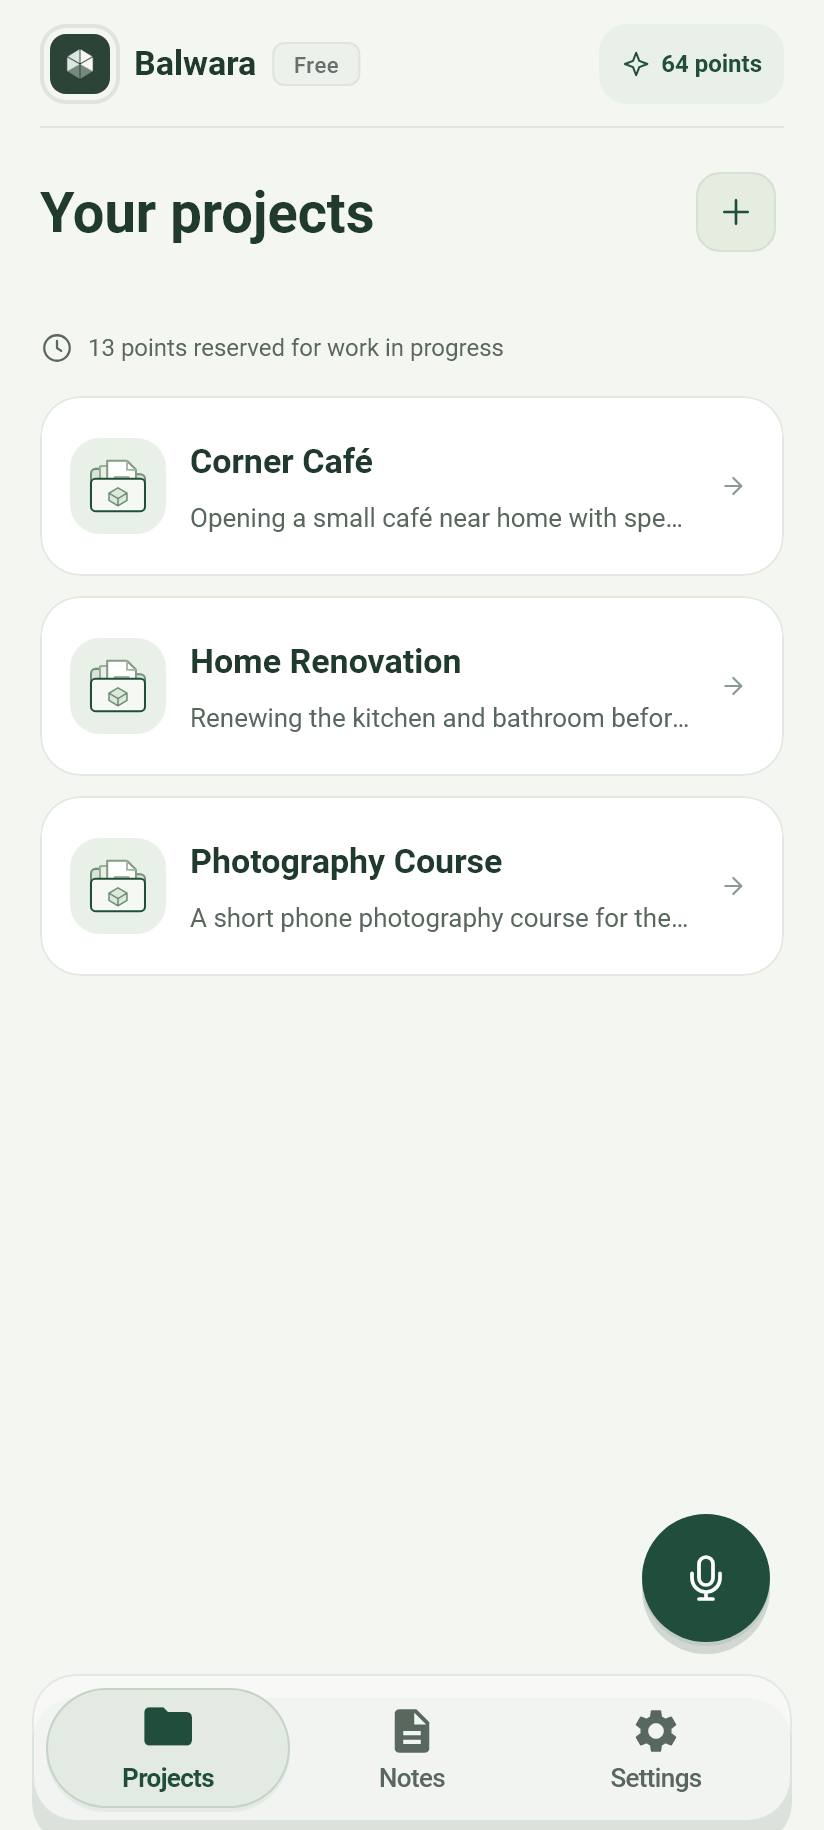 Balwara
Free
64 points
Your projects
13 points reserved for work in progress
Corner Café
Opening a small café near home with spe...
Home Renovation
Renewing the kitchen and bathroom befor...
Photography Course
A short phone photography course for the...
Projects
Notes
Settings